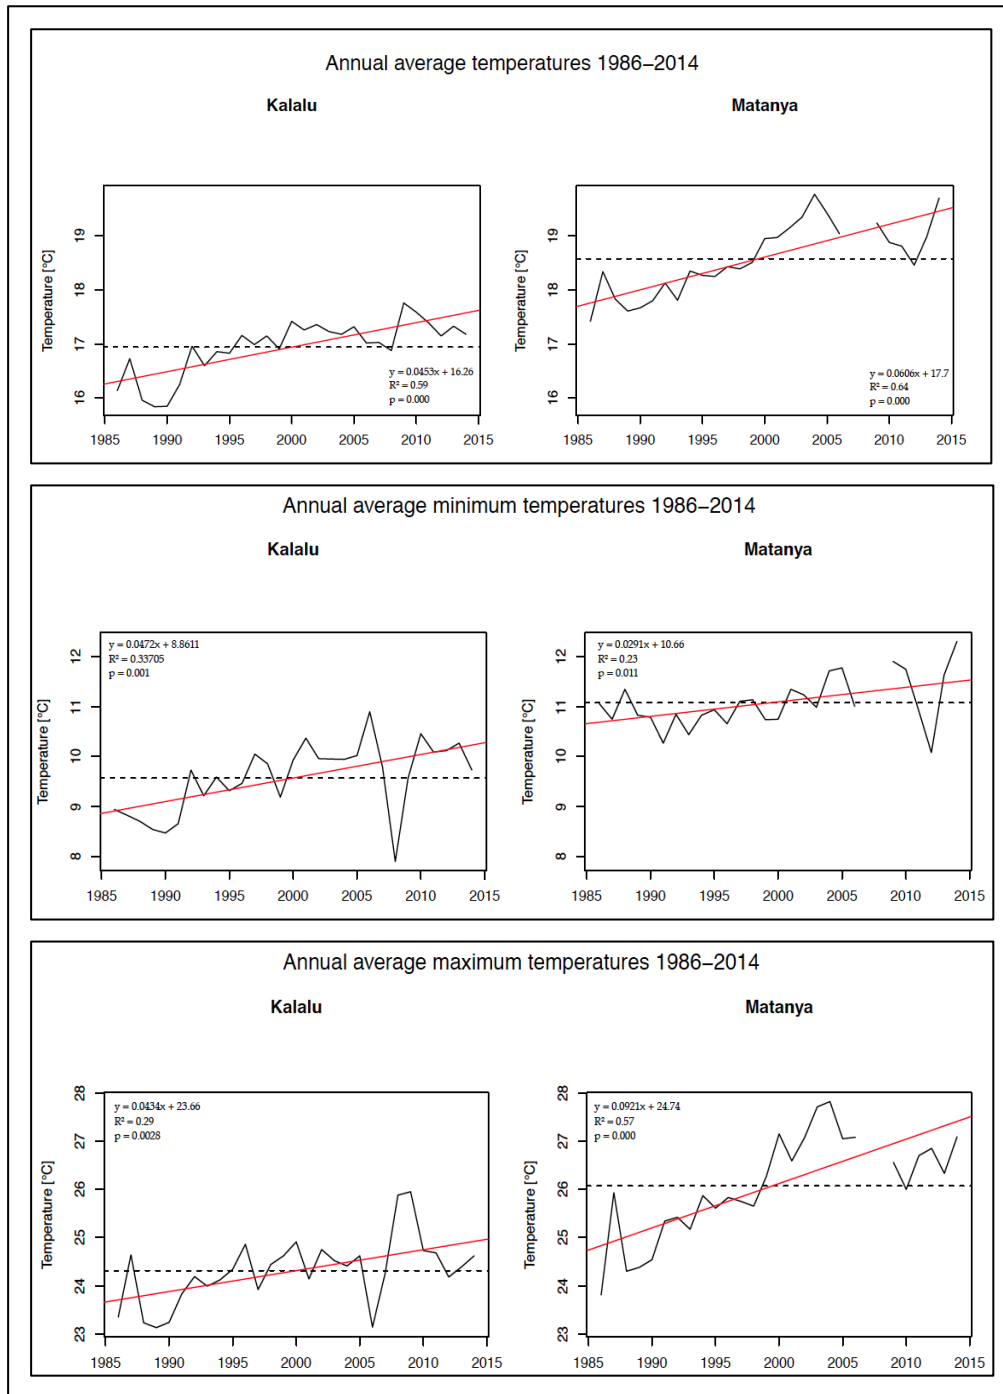 Annual average temperatures 1986−2014
Kalalu
Matanya
Temperature [°C]
19
18
17
16
y = 0.0453x + 16.26
R² = 0.59
p = 0.000
1985 1990 1995 2000 2005 2010 2015
Temperature [°C]
19
18
17
16
y = 0.0606x + 17.7
R² = 0.64
p = 0.000
1985 1990 1995 2000 2005 2010 2015
Annual average minimum temperatures 1986−2014
Kalalu
Matanya
Temperature [°C]
12
11
10
9
8
y = 0.0472x + 8.8611
R² = 0.33705
p = 0.001
1985 1990 1995 2000 2005 2010 2015
Temperature [°C]
12
11
10
9
8
y = 0.0291x + 10.66
R² = 0.23
p = 0.011
1985 1990 1995 2000 2005 2010 2015
Annual average maximum temperatures 1986−2014
Kalalu
Matanya
Temperature [°C]
28
27
26
25
24
23
y = 0.0434x + 23.66
R² = 0.29
p = 0.0028
1985 1990 1995 2000 2005 2010 2015
Temperature [°C]
28
27
26
25
24
23
y = 0.0921x + 24.74
R² = 0.57
p = 0.000
1985 1990 1995 2000 2005 2010 2015